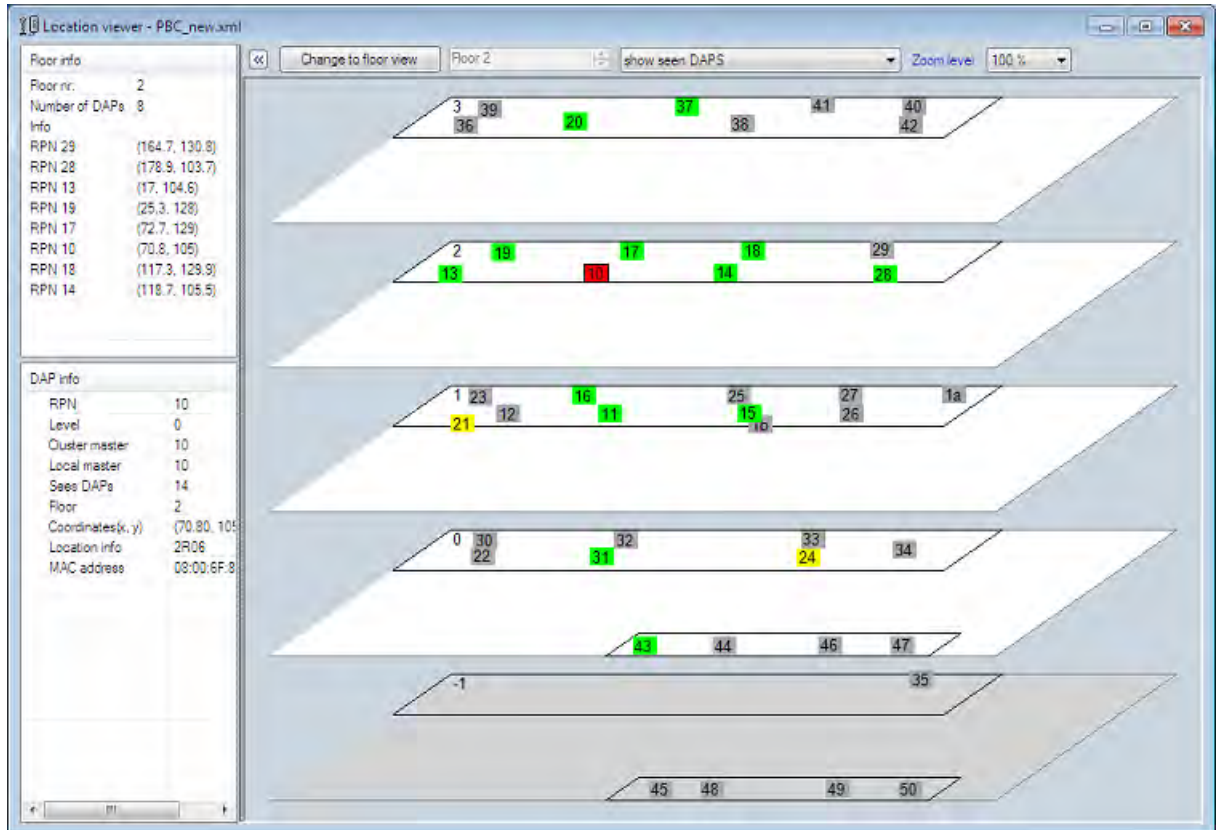 Location viewer - PBC_new.xml
Floor info
Floor nr. 2
Number of DAPs 8
Info
RPN 29 (164.7, 130.8)
RPN 28 (178.9, 103.7)
RPN 13 (17, 104.6)
RPN 19 (25,3, 128)
RPN 17 (72.7, 129)
RPN 10 (70.8, 105)
RPN 18 (117.3, 129.9)
RPN 14 (118.7, 105.5)
DAP info
RPN 10
Level 0
Cluster master 10
Local master 10
Sees DAPs 14
Floor 2
Coordinates(x, y) (70.80, 105
Location info 2R06
MAC address 08:00:6F:8
« Change to floor view Floor 2 show seen DAPS Zoom level 100 %
3 39 37 41 40
36 20 38 42
2 19 17 18 29
13 10 14 28
1 23 16 25 27 1a
12 11 15 26
21 1b
0 30 32 33
22 31 24 34
43 44 46 47
-1 35
45 48 49 50